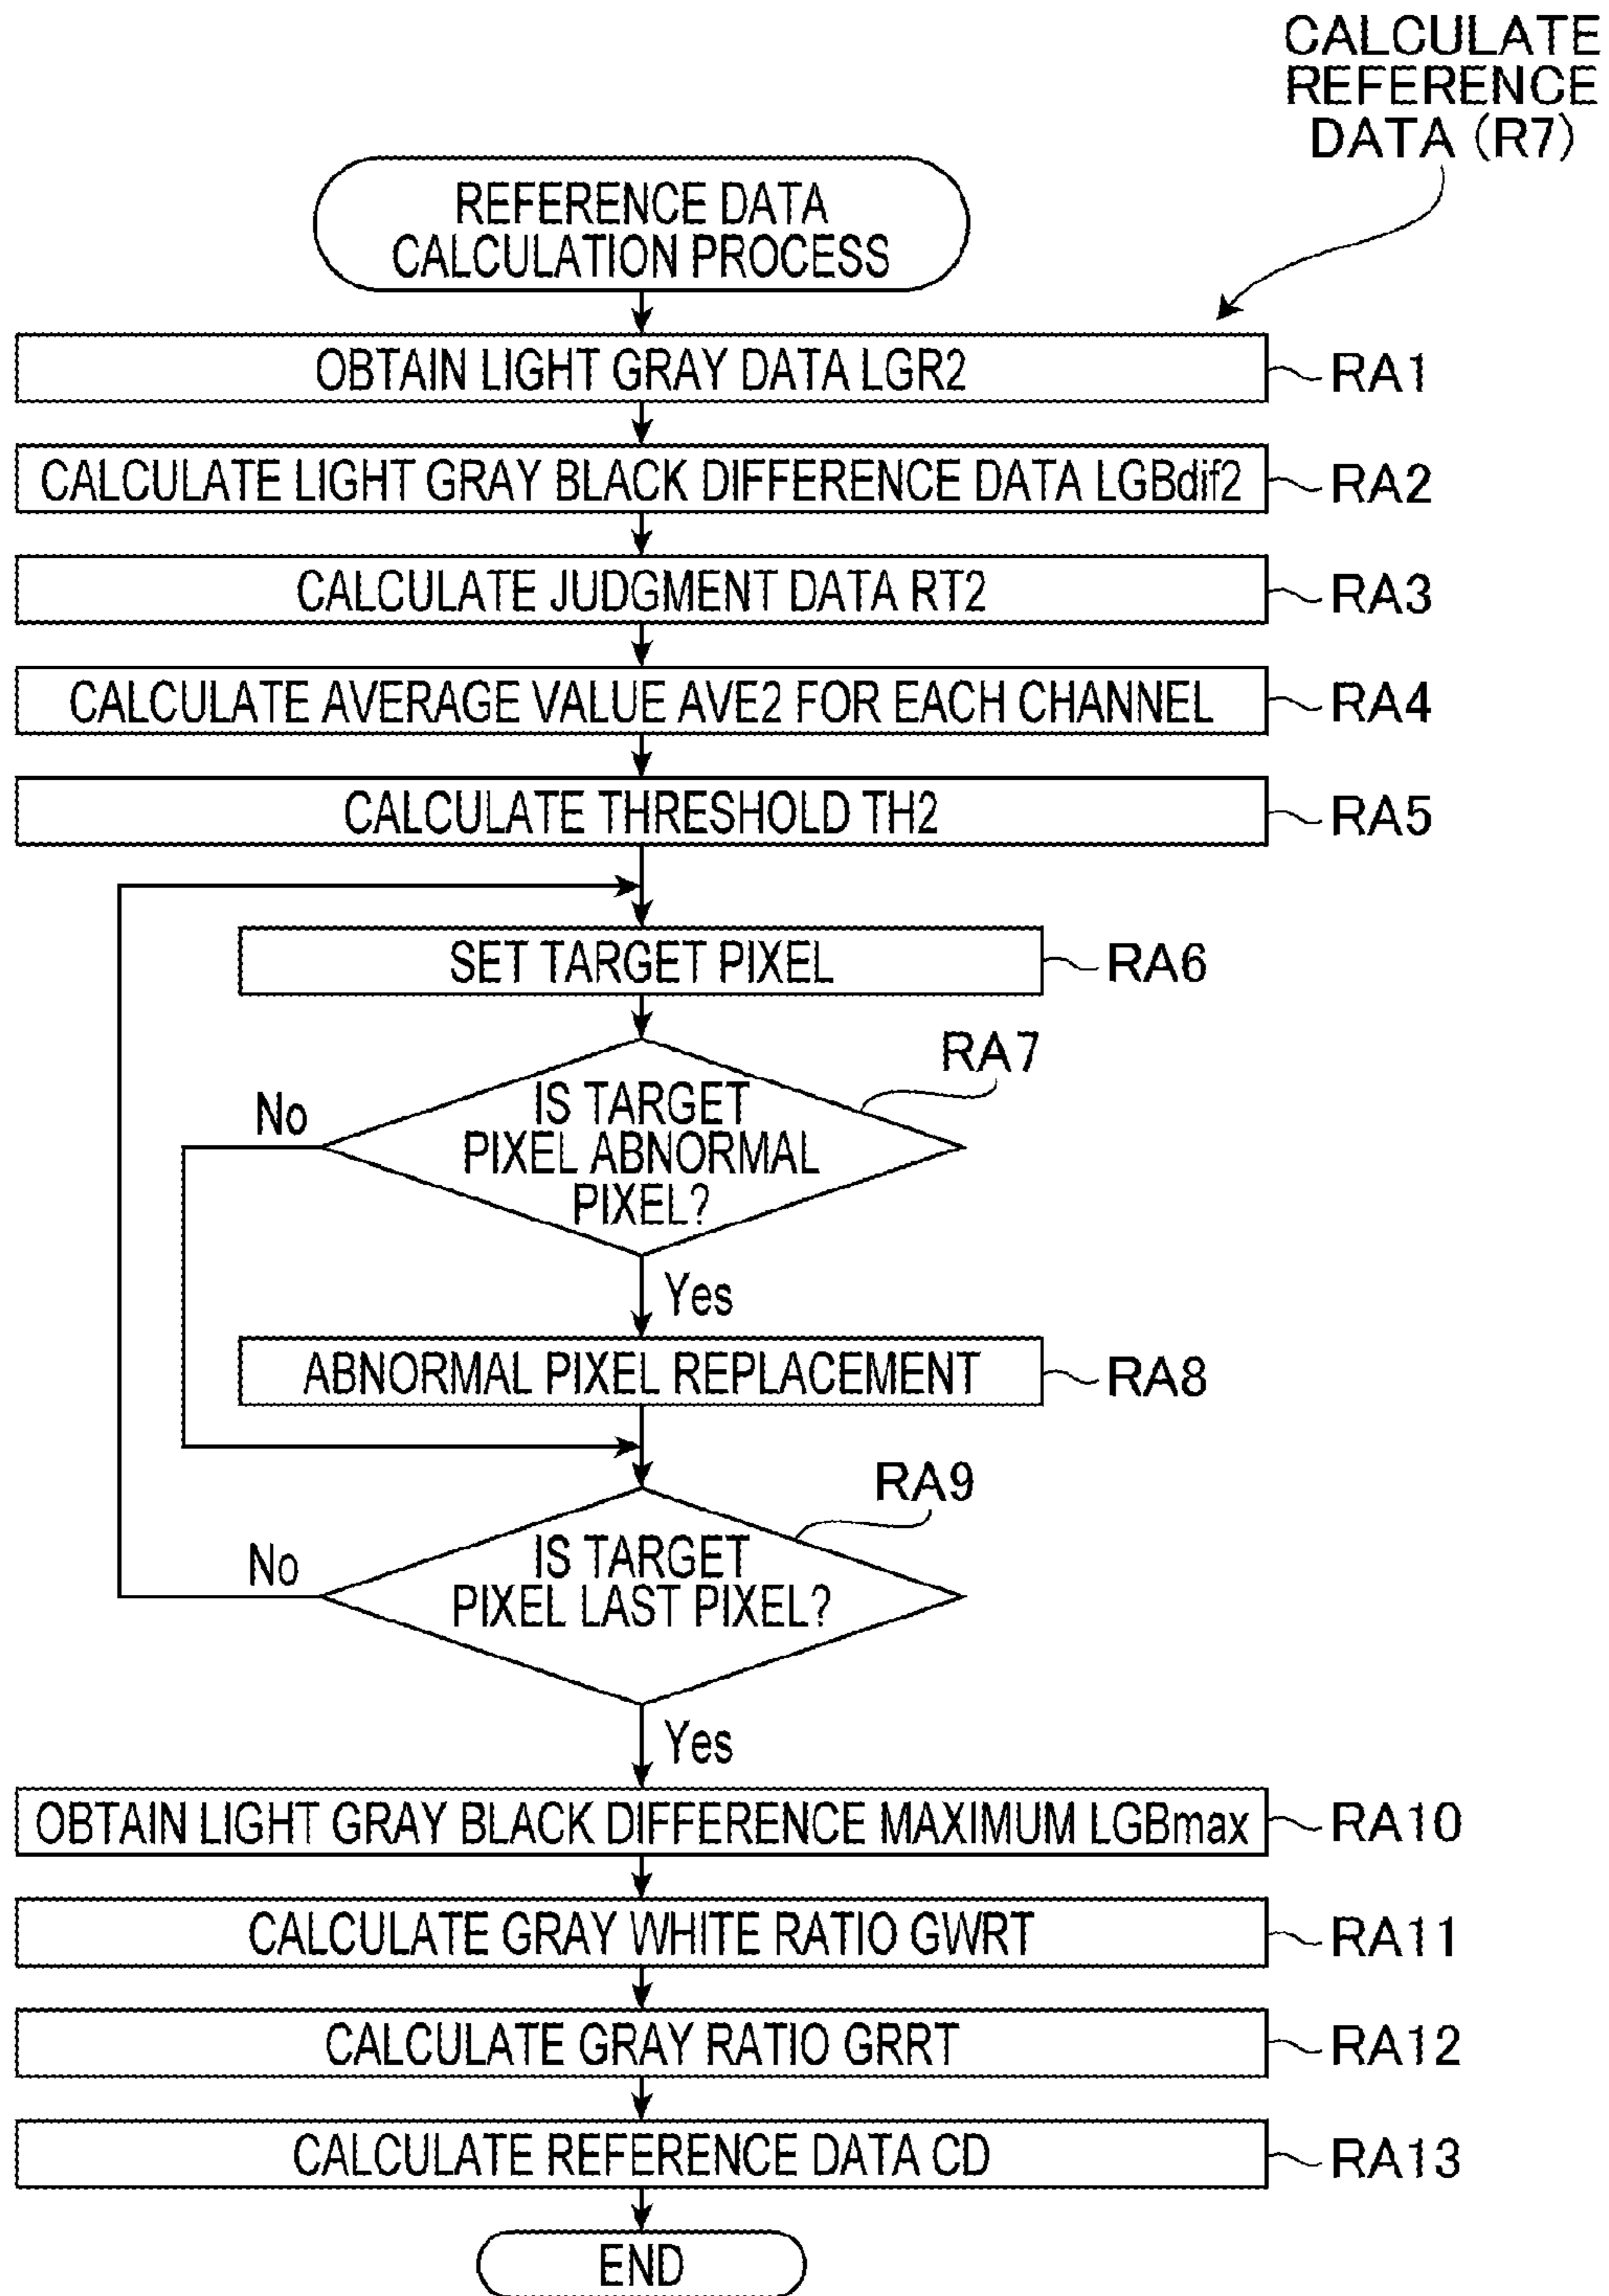 CALCULATE
REFERENCE
DATA (R7)
REFERENCE DATA
CALCULATION PROCESS
OBTAIN LIGHT GRAY DATA LGR2
RA1
CALCULATE LIGHT GRAY BLACK DIFFERENCE DATA LGBdif2
RA2
CALCULATE JUDGMENT DATA RT2
RA3
CALCULATE AVERAGE VALUE AVE2 FOR EACH CHANNEL
RA4
CALCULATE THRESHOLD TH2
RA5
SET TARGET PIXEL
RA6
RA7
No
IS TARGET
PIXEL ABNORMAL
PIXEL?
Yes
ABNORMAL PIXEL REPLACEMENT
RA8
RA9
No
IS TARGET
PIXEL LAST PIXEL?
Yes
OBTAIN LIGHT GRAY BLACK DIFFERENCE MAXIMUM LGBmax
RA10
CALCULATE GRAY WHITE RATIO GWRT
RA11
CALCULATE GRAY RATIO GRRT
RA12
CALCULATE REFERENCE DATA CD
RA13
END